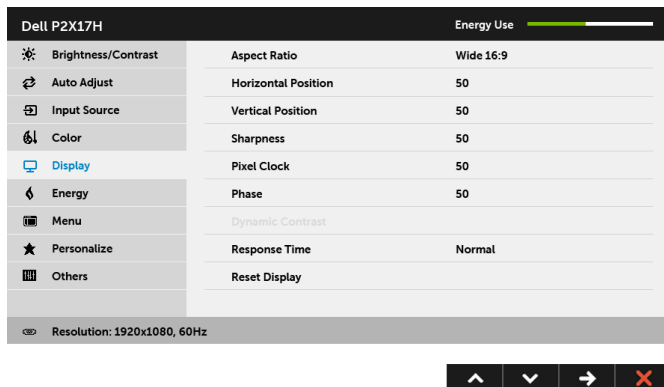 Dell P2X17H Energy Use
Brightness/Contrast Aspect Ratio Wide 16:9
Auto Adjust Horizontal Position 50
Input Source Vertical Position 50
Color Sharpness 50
Display Pixel Clock 50
Energy Phase 50
Menu Dynamic Contrast
Personalize Response Time Normal
Others Reset Display
Resolution: 1920x1080, 60Hz